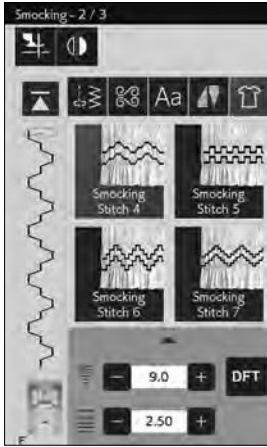 Smocking - 2 / 3
Aa
Smocking
Stitch 4
Smocking
Stitch 5
Smocking
Stitch 6
Smocking
Stitch 7
9.0
DFT
2.50
F